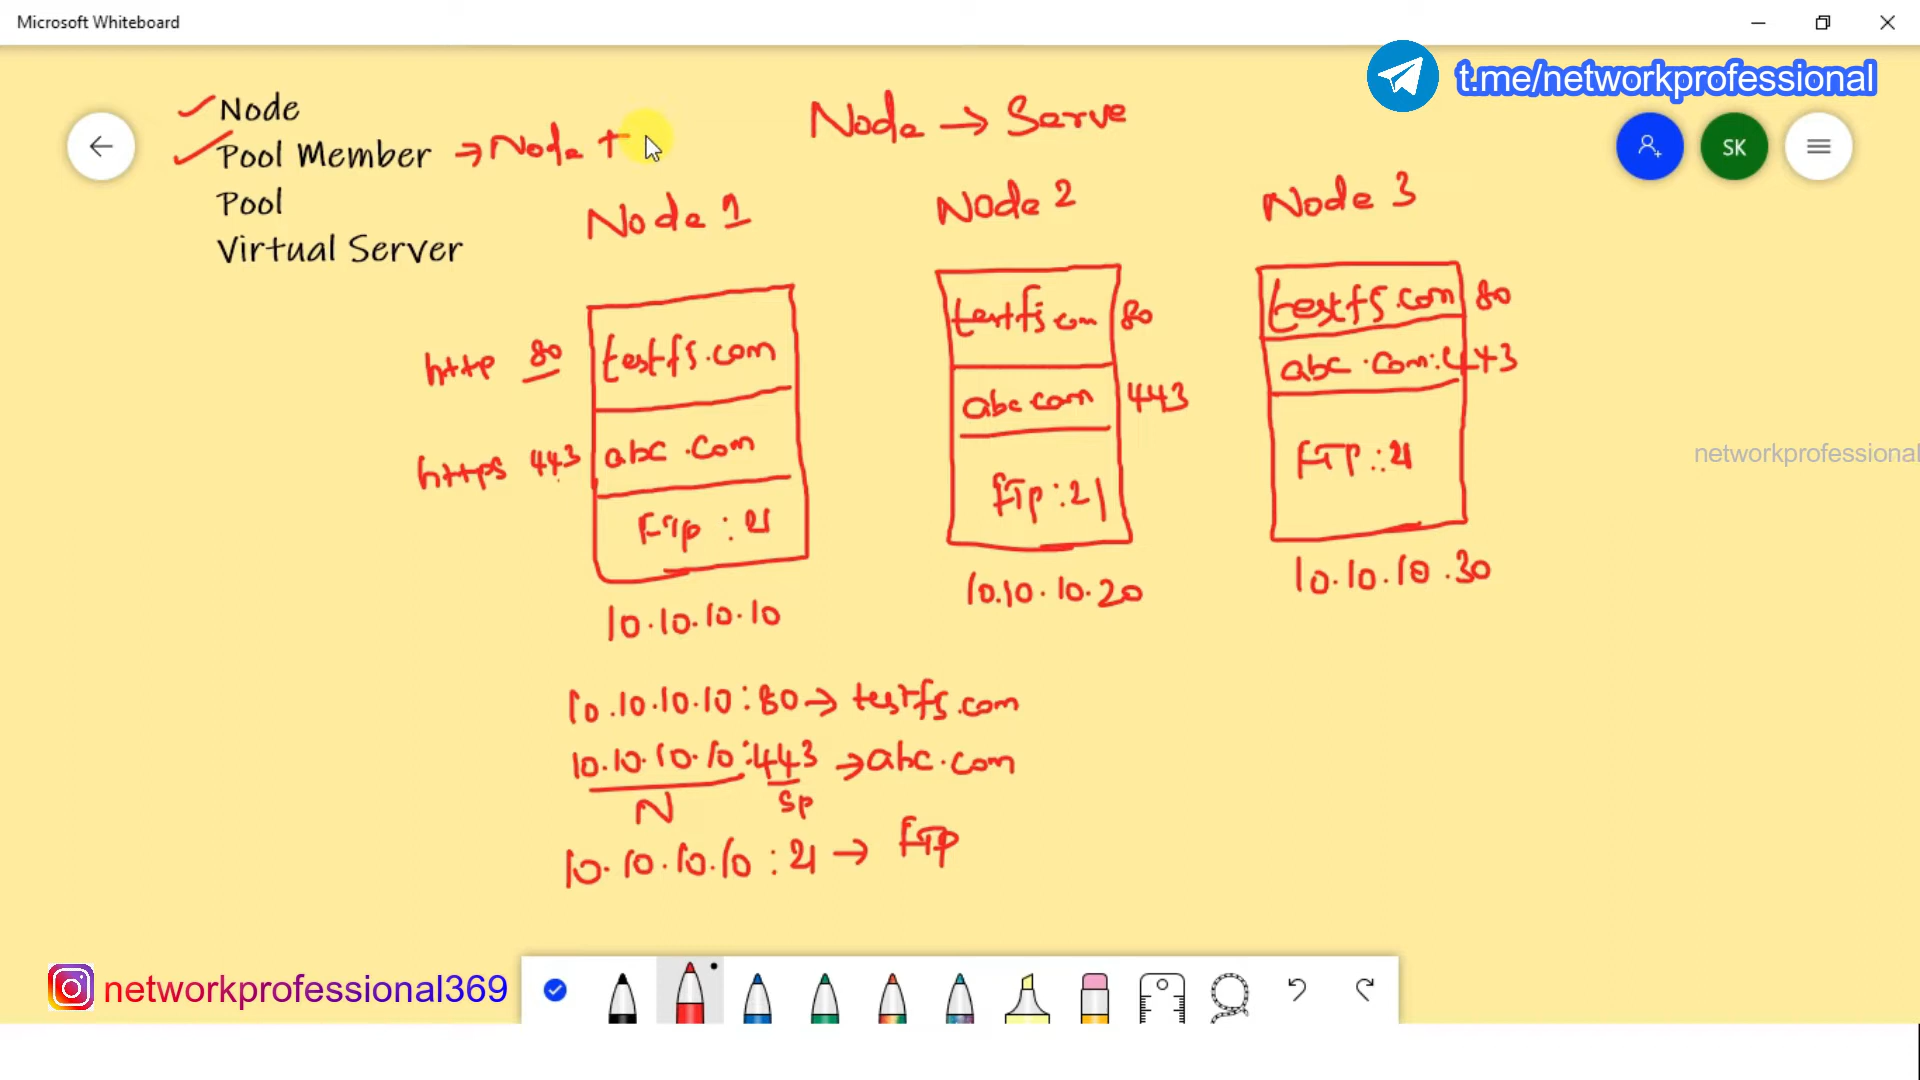 Microsoft Whiteboard
t.me/networkprofessional
Node
Pool Member → Node +
Pool
Virtual Server
Node → Serve
SK
Node 1
Node 2
Node 3
http 80 testfs.com
https 443 abc.com
FTP : 21
10.10.10.10
testfs.com 80
abc.com 443
FTP : 21
10.10.10.20
testfs.com 80
abc.com:443
FTP :: 21
10.10.10.30
networkprofessional
10.10.10.10:80 → testfs.com
10.10.10.10:443 → abc.com
N SP
10.10.10.10 : 21 → FTP
networkprofessional369